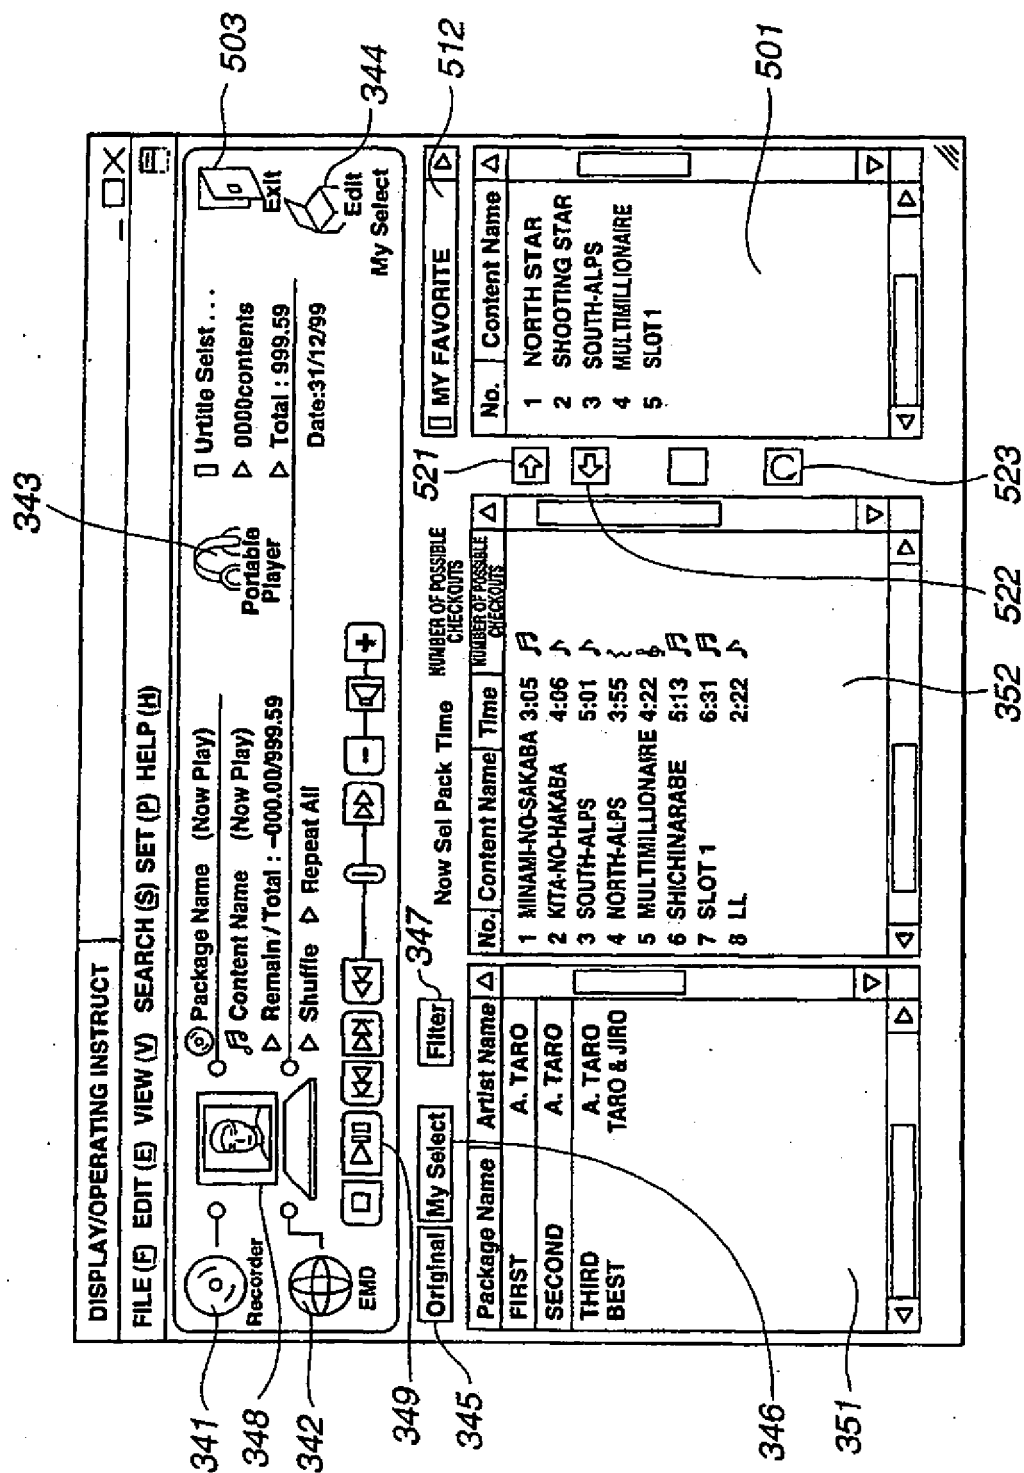 DISPLAY/OPERATING INSTRUCT
FILE (F) EDIT (E) VIEW (V) SEARCH (S) SET (P) HELP (H)
341
Recorder
348
342
EMD
349
Package Name (Now Play)
Content Name (Now Play)
Remain / Total : -000.00/999.59
Shuffle Repeat All
343
Portable
Player
Urtitle Selst...
0000contents
Total : 999.59
Date:31/12/99
Exit
503
Edit
344
My Select
345
Original
My Select
346
Filter
347
Now Sel Pack Time
NUMBER OF POSSIBLE
CHECKOUTS
521
MY FAVORITE
512
Package Name Artist Name
FIRST A. TARO
SECOND A. TARO
THIRD A. TARO
BEST TARO & JIRO
351
No. Content Name Time NUMBER OF POSSIBLE
CHECKOUTS
1 MINAMI-NO-SAKABA 3:05
2 KITA-NO-HAKABA 4:06
3 SOUTH-ALPS 5:01
4 NORTH-ALPS 3:55
5 MULTIMILLIONAIRE 4:22
6 SHICHINARABE 5:13
7 SLOT 1 6:31
8 LL 2:22
352
522
523
No. Content Name
1 NORTH STAR
2 SHOOTING STAR
3 SOUTH-ALPS
4 MULTIMILLIONAIRE
5 SLOT1
501